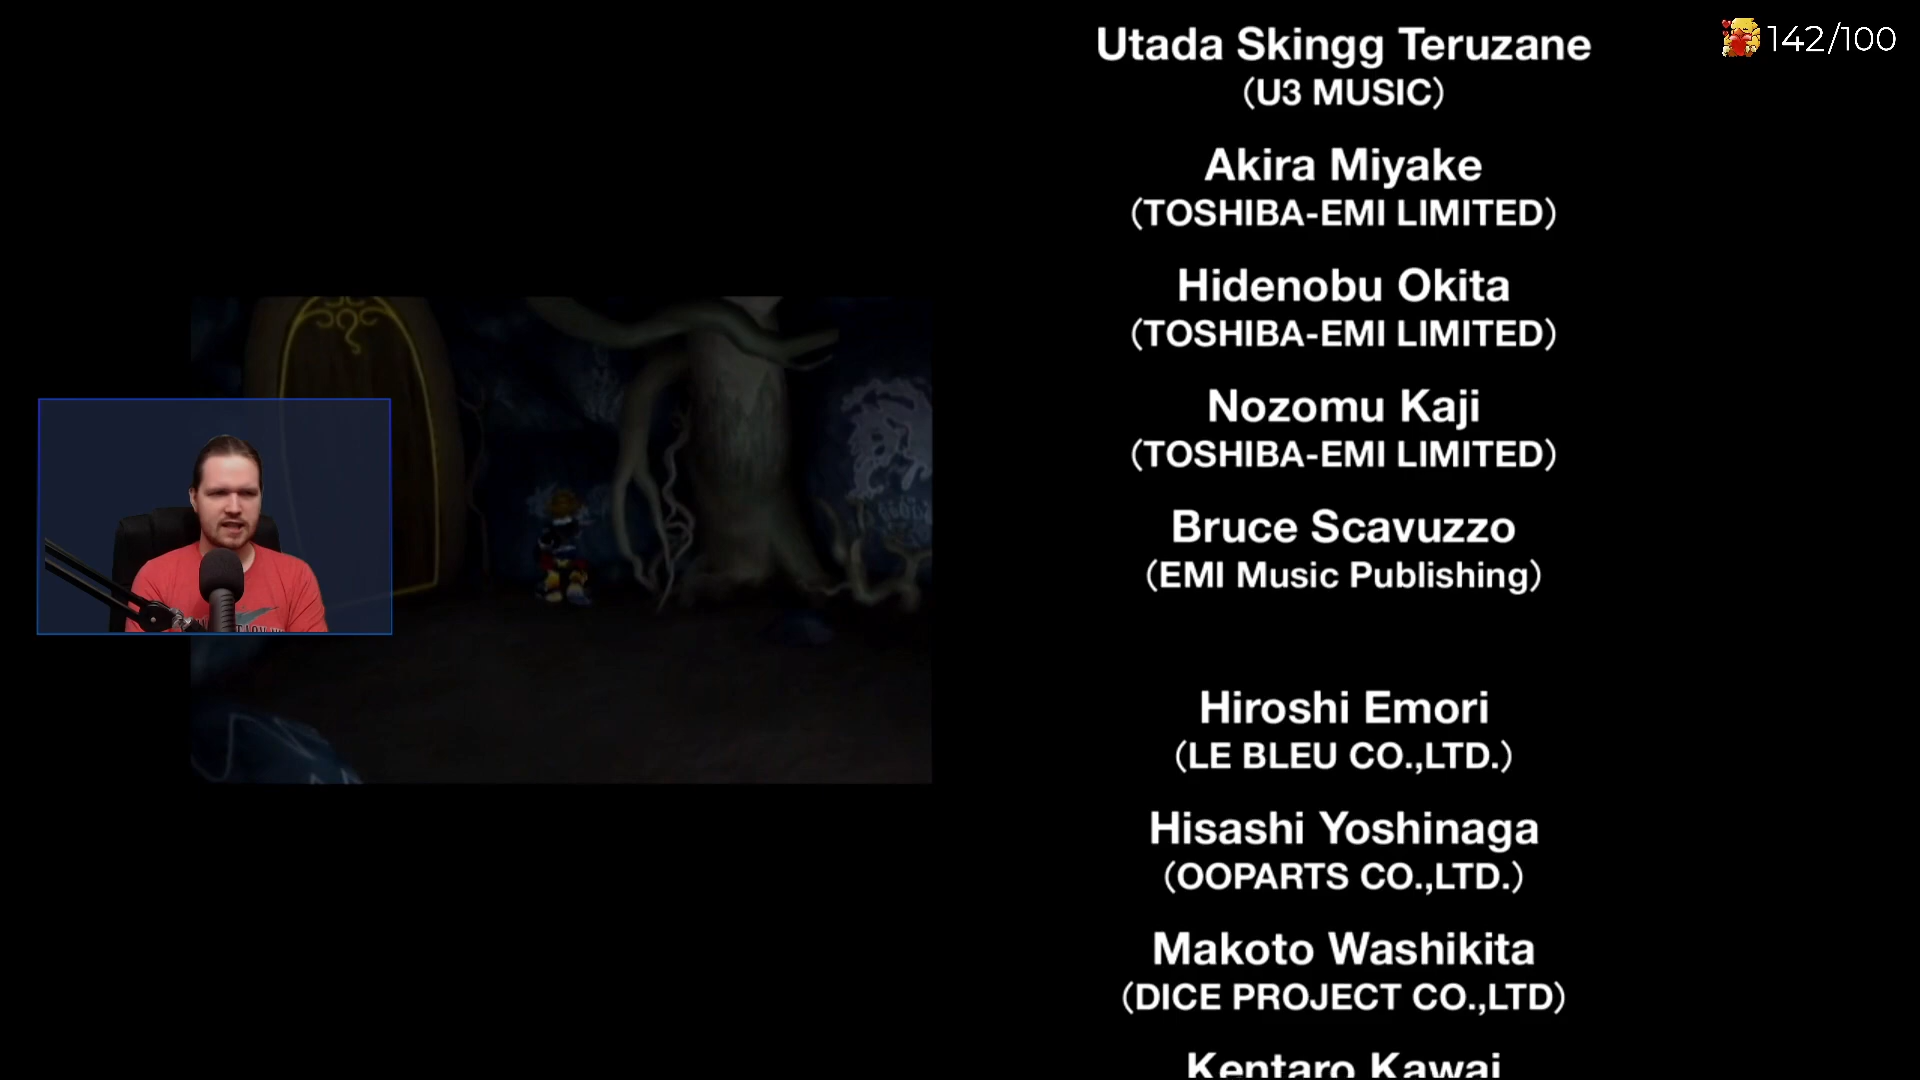 142/100
Utada Skingg Teruzane
(U3 MUSIC)
Akira Miyake
(TOSHIBA-EMI LIMITED)
Hidenobu Okita
(TOSHIBA-EMI LIMITED)
Nozomu Kaji
(TOSHIBA-EMI LIMITED)
Bruce Scavuzzo
(EMI Music Publishing)
Hiroshi Emori
(LE BLEU CO.,LTD.)
Hisashi Yoshinaga
(OOPARTS CO.,LTD.)
Makoto Washikita
(DICE PROJECT CO.,LTD)
Kentaro Kawai